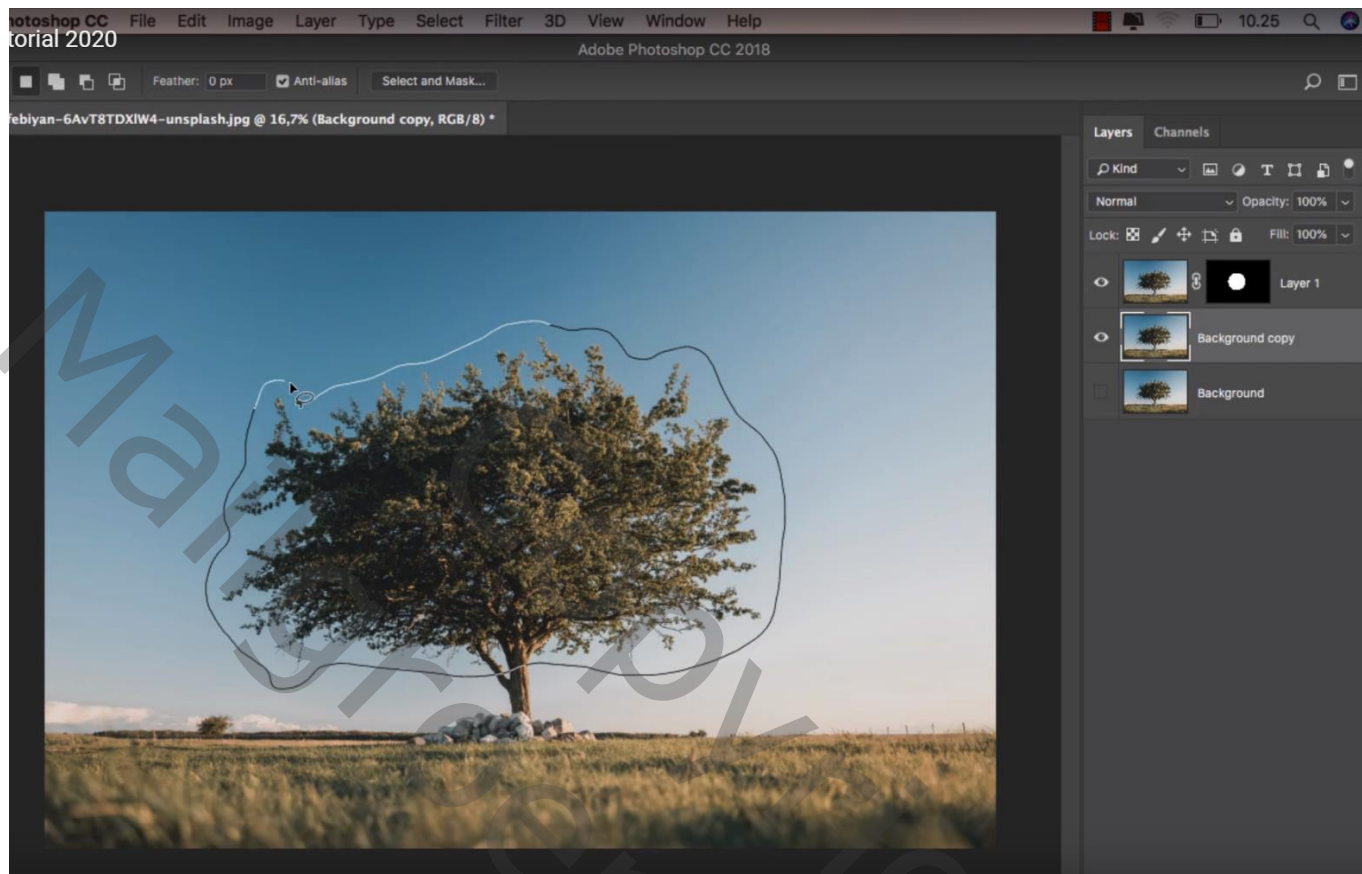 otoshop CC File Edit Image Layer Type Select Filter 3D View Window Help 10.25
torial 2020
Adobe Photoshop CC 2018
Feather: 0 px Anti-alias Select and Mask...
febiyan-6AvT8TDXlW4-unsplash.jpg @ 16,7% (Background copy, RGB/8) *
Layers Channels
Kind
Normal Opacity: 100%
Lock: Fill: 100%
Layer 1
Background copy
Background